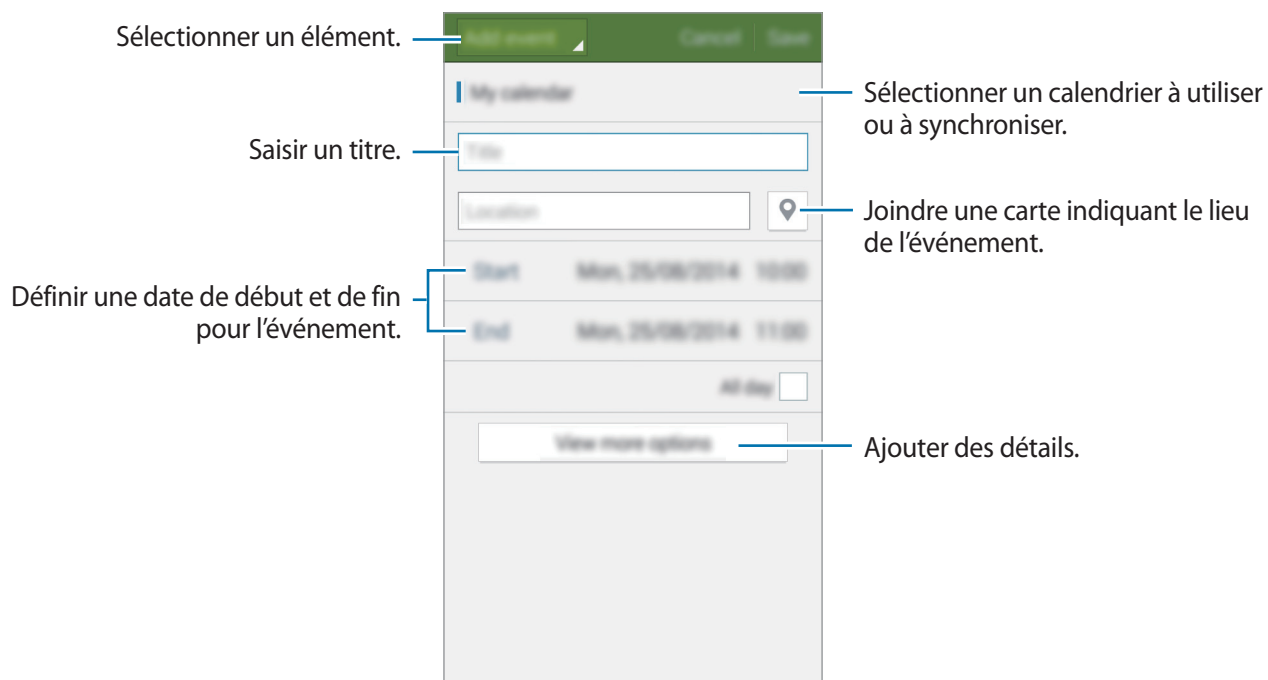 Sélectionner un élément.
Add event
Cancel
Save
My calendar
Sélectionner un calendrier à utiliser
ou à synchroniser.
Saisir un titre.
Title
Location
Joindre une carte indiquant le lieu
de l'événement.
Définir une date de début et de fin
pour l'événement.
Start Mon, 25/08/2014 10:00
End Mon, 25/08/2014 11:00
All day
View more options
Ajouter des détails.